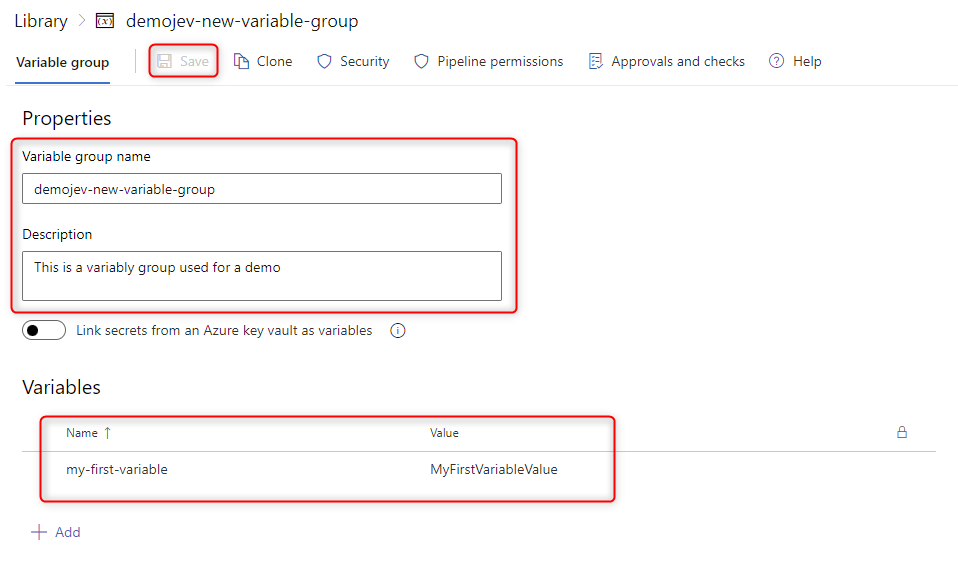 Library > demojev-new-variable-group
Variable group Save Clone Security Pipeline permissions Approvals and checks Help
Properties
Variable group name
demojev-new-variable-group
Description
This is a variably group used for a demo
Link secrets from an Azure key vault as variables
Variables
Name ↑ Value
my-first-variable MyFirstVariableValue
+ Add